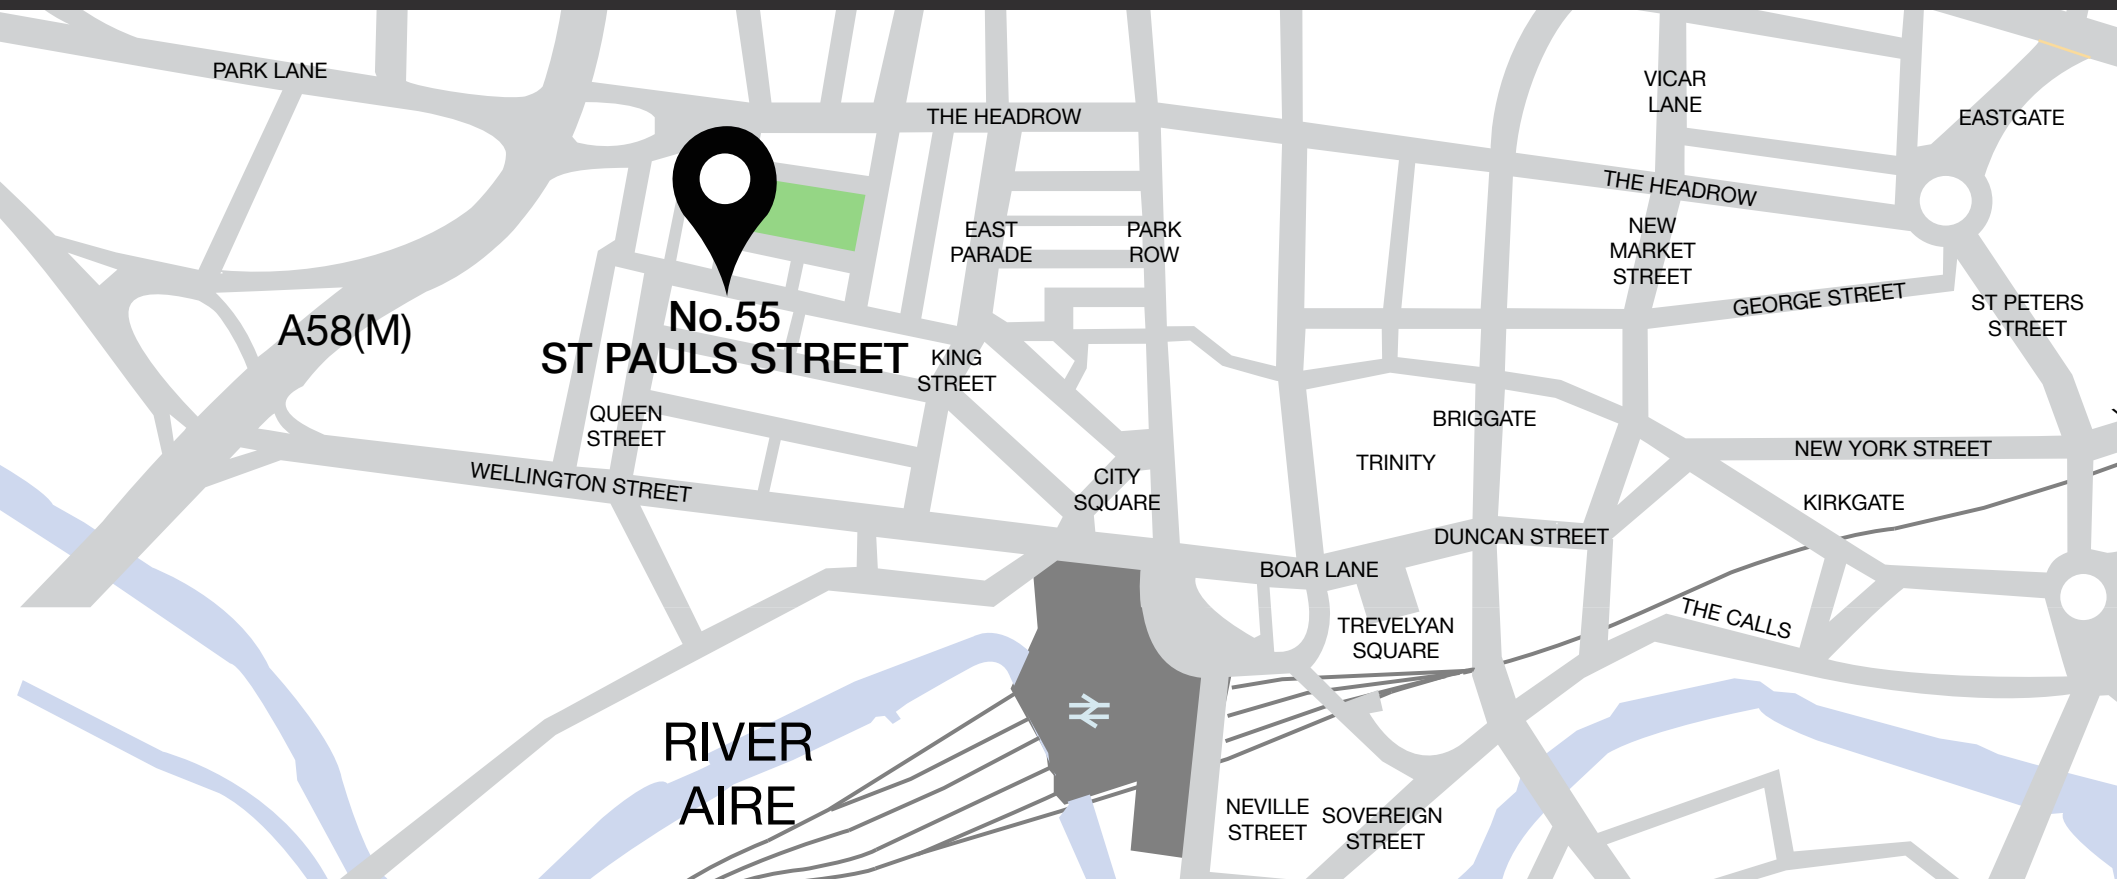 PARK LANE
THE HEADROW
VICAR
LANE
EASTGATE
THE HEADROW
EAST
PARADE
PARK
ROW
NEW
MARKET
STREET
GEORGE STREET
ST PETERS
STREET
A58(M)
No.55
ST PAULS STREET
KING
STREET
QUEEN
STREET
BRIGGATE
TRINITY
NEW YORK STREET
WELLINGTON STREET
CITY
SQUARE
KIRKGATE
DUNCAN STREET
BOAR LANE
THE CALLS
TREVELYAN
SQUARE
RIVER
AIRE
NEVILLE
STREET
SOVEREIGN
STREET